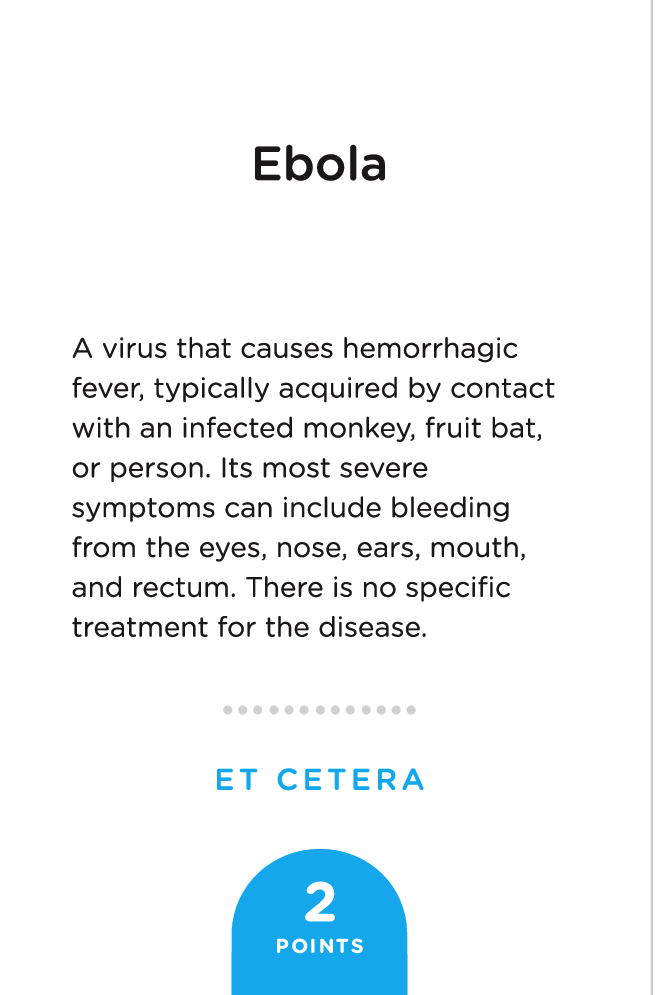 Ebola
A virus that causes hemorrhagic
fever, typically acquired by contact
with an infected monkey, fruit bat,
or person. Its most severe
symptoms can include bleeding
from the eyes, nose, ears, mouth,
and rectum. There is no specific
treatment for the disease.
ET CETERA
2
POINTS